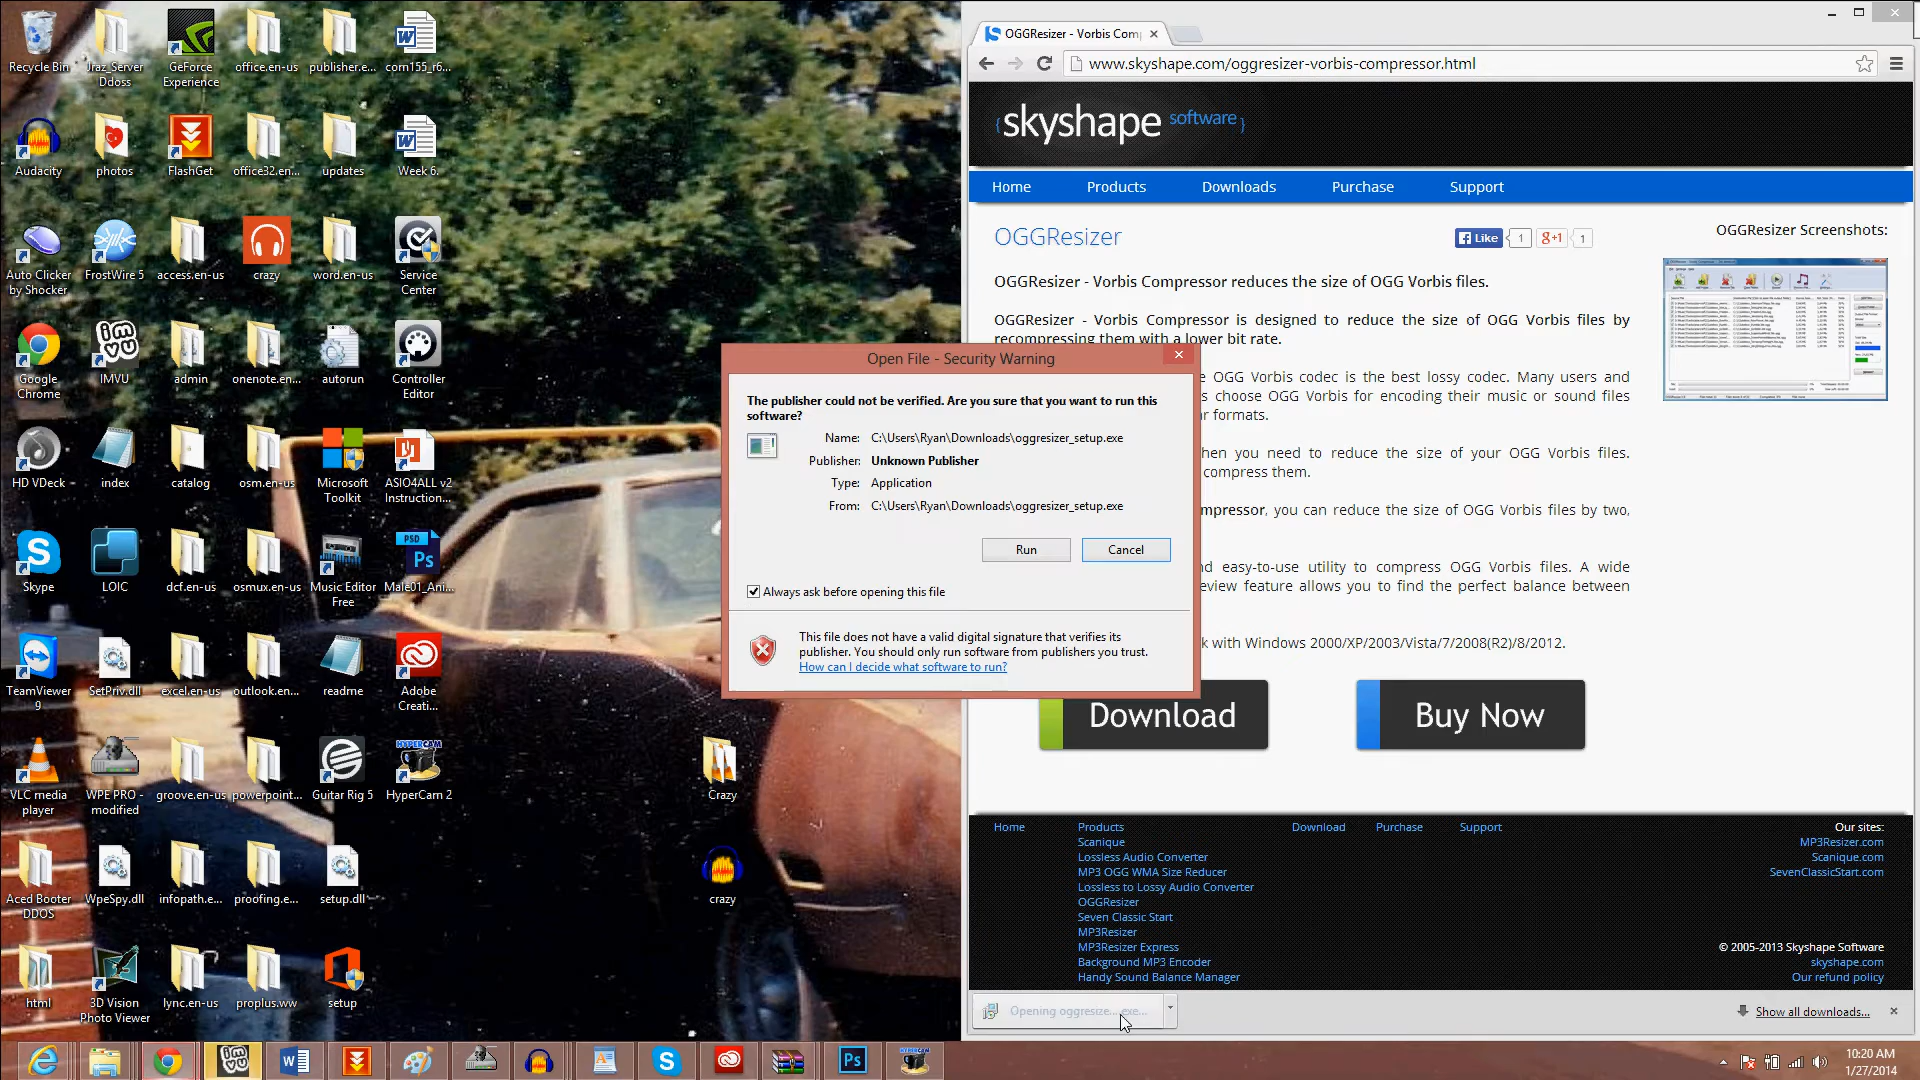 Recycle Bin
Jraz_Server
Ddoss
GeForce
Experience
office.en-us
publisher.e...
com155_r6...
Audacity
photos
FlashGet
office32.en...
updates
Week 6.
Auto Clicker
by Shocker
FrostWire 5
access.en-us
crazy
word.en-us
Service
Center
Google
Chrome
IMVU
admin
onenote.en...
autorun
Controller
Editor
HD VDeck
index
catalog
osm.en-us
Microsoft
Toolkit
ASIO4ALL v2
Instruction...
Skype
LOIC
dcf.en-us
osmux.en-us
Music Editor
Free
PSD
Ps
Male01_Ani...
TeamViewer
9
SetPriv.dll
excel.en-us
outlook.en...
readme
Adobe
Creati...
VLC media
player
WPE PRO -
modified
groove.en-us
powerpoint...
Guitar Rig 5
HYPERCAM
HyperCam 2
Crazy
Aced Booter
DDOS
WpeSpy.dll
infopath.e...
proofing.e...
setup.dll
crazy
html
3D Vision
Photo Viewer
lync.en-us
proplus.ww
setup
OGGResizer - Vorbis Com
www.skyshape.com/oggresizer-vorbis-compressor.html
{skyshape software}
Home
Products
Downloads
Purchase
Support
OGGResizer
Like
1
g+1
1
OGGResizer Screenshots:
OGGResizer - Vorbis Compressor reduces the size of OGG Vorbis files.
OGGResizer - Vorbis Compressor is designed to reduce the size of OGG Vorbis files by
recompressing them with a lower bit rate.
e OGG Vorbis codec is the best lossy codec. Many users and
s choose OGG Vorbis for encoding their music or sound files
r formats.
hen you need to reduce the size of your OGG Vorbis files.
compress them.
mpressor, you can reduce the size of OGG Vorbis files by two,
d easy-to-use utility to compress OGG Vorbis files. A wide
eview feature allows you to find the perfect balance between
k with Windows 2000/XP/2003/Vista/7/2008(R2)/8/2012.
Download
Buy Now
Open File - Security Warning
The publisher could not be verified. Are you sure that you want to run this
software?
Name: C:\Users\Ryan\Downloads\oggresizer_setup.exe
Publisher: Unknown Publisher
Type: Application
From: C:\Users\Ryan\Downloads\oggresizer_setup.exe
Run
Cancel
Always ask before opening this file
This file does not have a valid digital signature that verifies its
publisher. You should only run software from publishers you trust.
How can I decide what software to run?
Home
Products
Download
Purchase
Support
Our sites:
Scanique
MP3Resizer.com
Lossless Audio Converter
Scanique.com
MP3 OGG WMA Size Reducer
SevenClassicStart.com
Lossless to Lossy Audio Converter
OGGResizer
Seven Classic Start
MP3Resizer
MP3Resizer Express
© 2005-2013 Skyshape Software
Background MP3 Encoder
skyshape.com
Handy Sound Balance Manager
Our refund policy
Opening oggresize....exe...
Show all downloads...
10:20 AM
1/27/2014